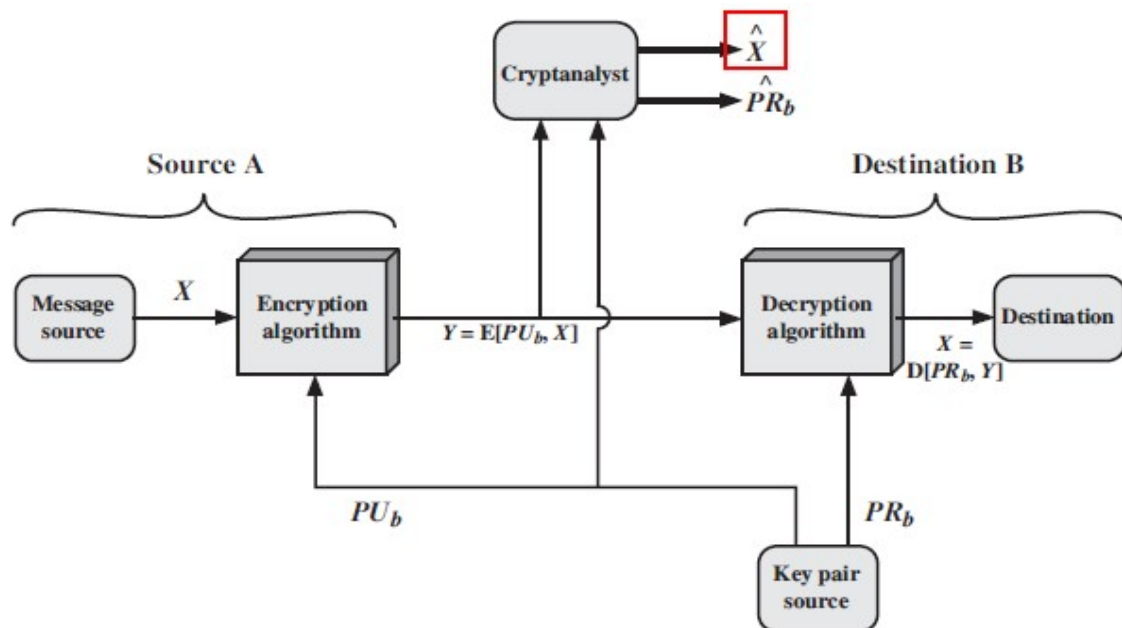 X̂
Cryptanalyst
P̂R_b
Source A
Destination B
Message
source
X
Encryption
algorithm
Y = E[PU_b, X]
Decryption
algorithm
X =
D[PR_b, Y]
Destination
PU_b
PR_b
Key pair
source